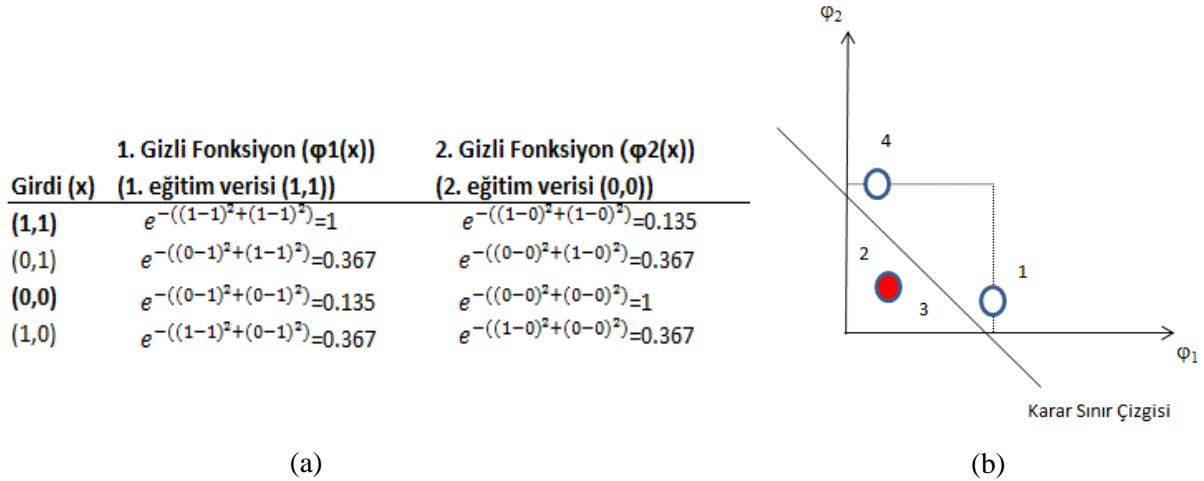 1. Gizli Fonksiyon (φ1(x)) 2. Gizli Fonksiyon (φ2(x))
Girdi (x) (1. eğitim verisi (1,1)) (2. eğitim verisi (0,0))
(1,1) e^{-((1-1)^2+(1-1)^2)}=1 e^{-((1-0)^2+(1-0)^2)}=0.135
(0,1) e^{-((0-1)^2+(1-1)^2)}=0.367 e^{-((0-0)^2+(1-0)^2)}=0.367
(0,0) e^{-((0-1)^2+(0-1)^2)}=0.135 e^{-((0-0)^2+(0-0)^2)}=1
(1,0) e^{-((1-1)^2+(0-1)^2)}=0.367 e^{-((1-0)^2+(0-0)^2)}=0.367
(a)
φ2
4
2
1
3
φ1
Karar Sınır Çizgisi
(b)